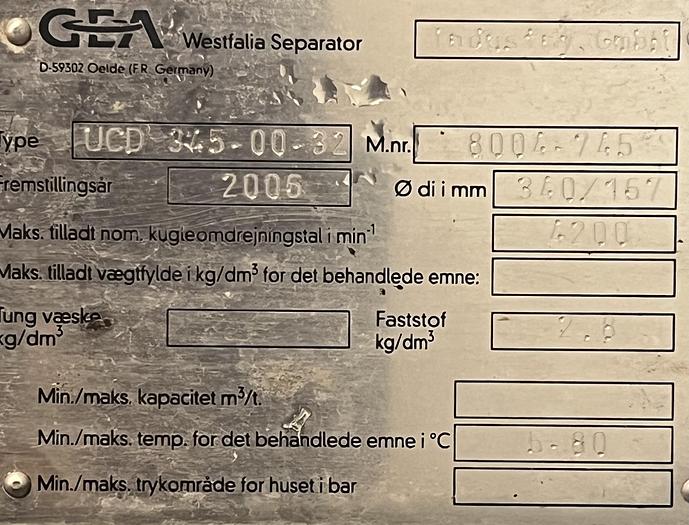 GEA Westfalia Separator Industry GmbH
D-59302 Oelde (F.R. Germany)
Type UCD 345-00-32 M.nr. 8004-745
Fremstillingsår 2005 Ø di i mm 340/167
Maks. tilladt nom. kugleomdrejningstal i min-1 4200
Maks. tilladt vægtfylde i kg/dm³ for det behandlede emne:
Tung væske Faststof
kg/dm³ kg/dm³ 2.8
Min./maks. kapacitet m³/t.
Min./maks. temp. for det behandlede emne i °C 5-80
Min./maks. trykområde for huset i bar